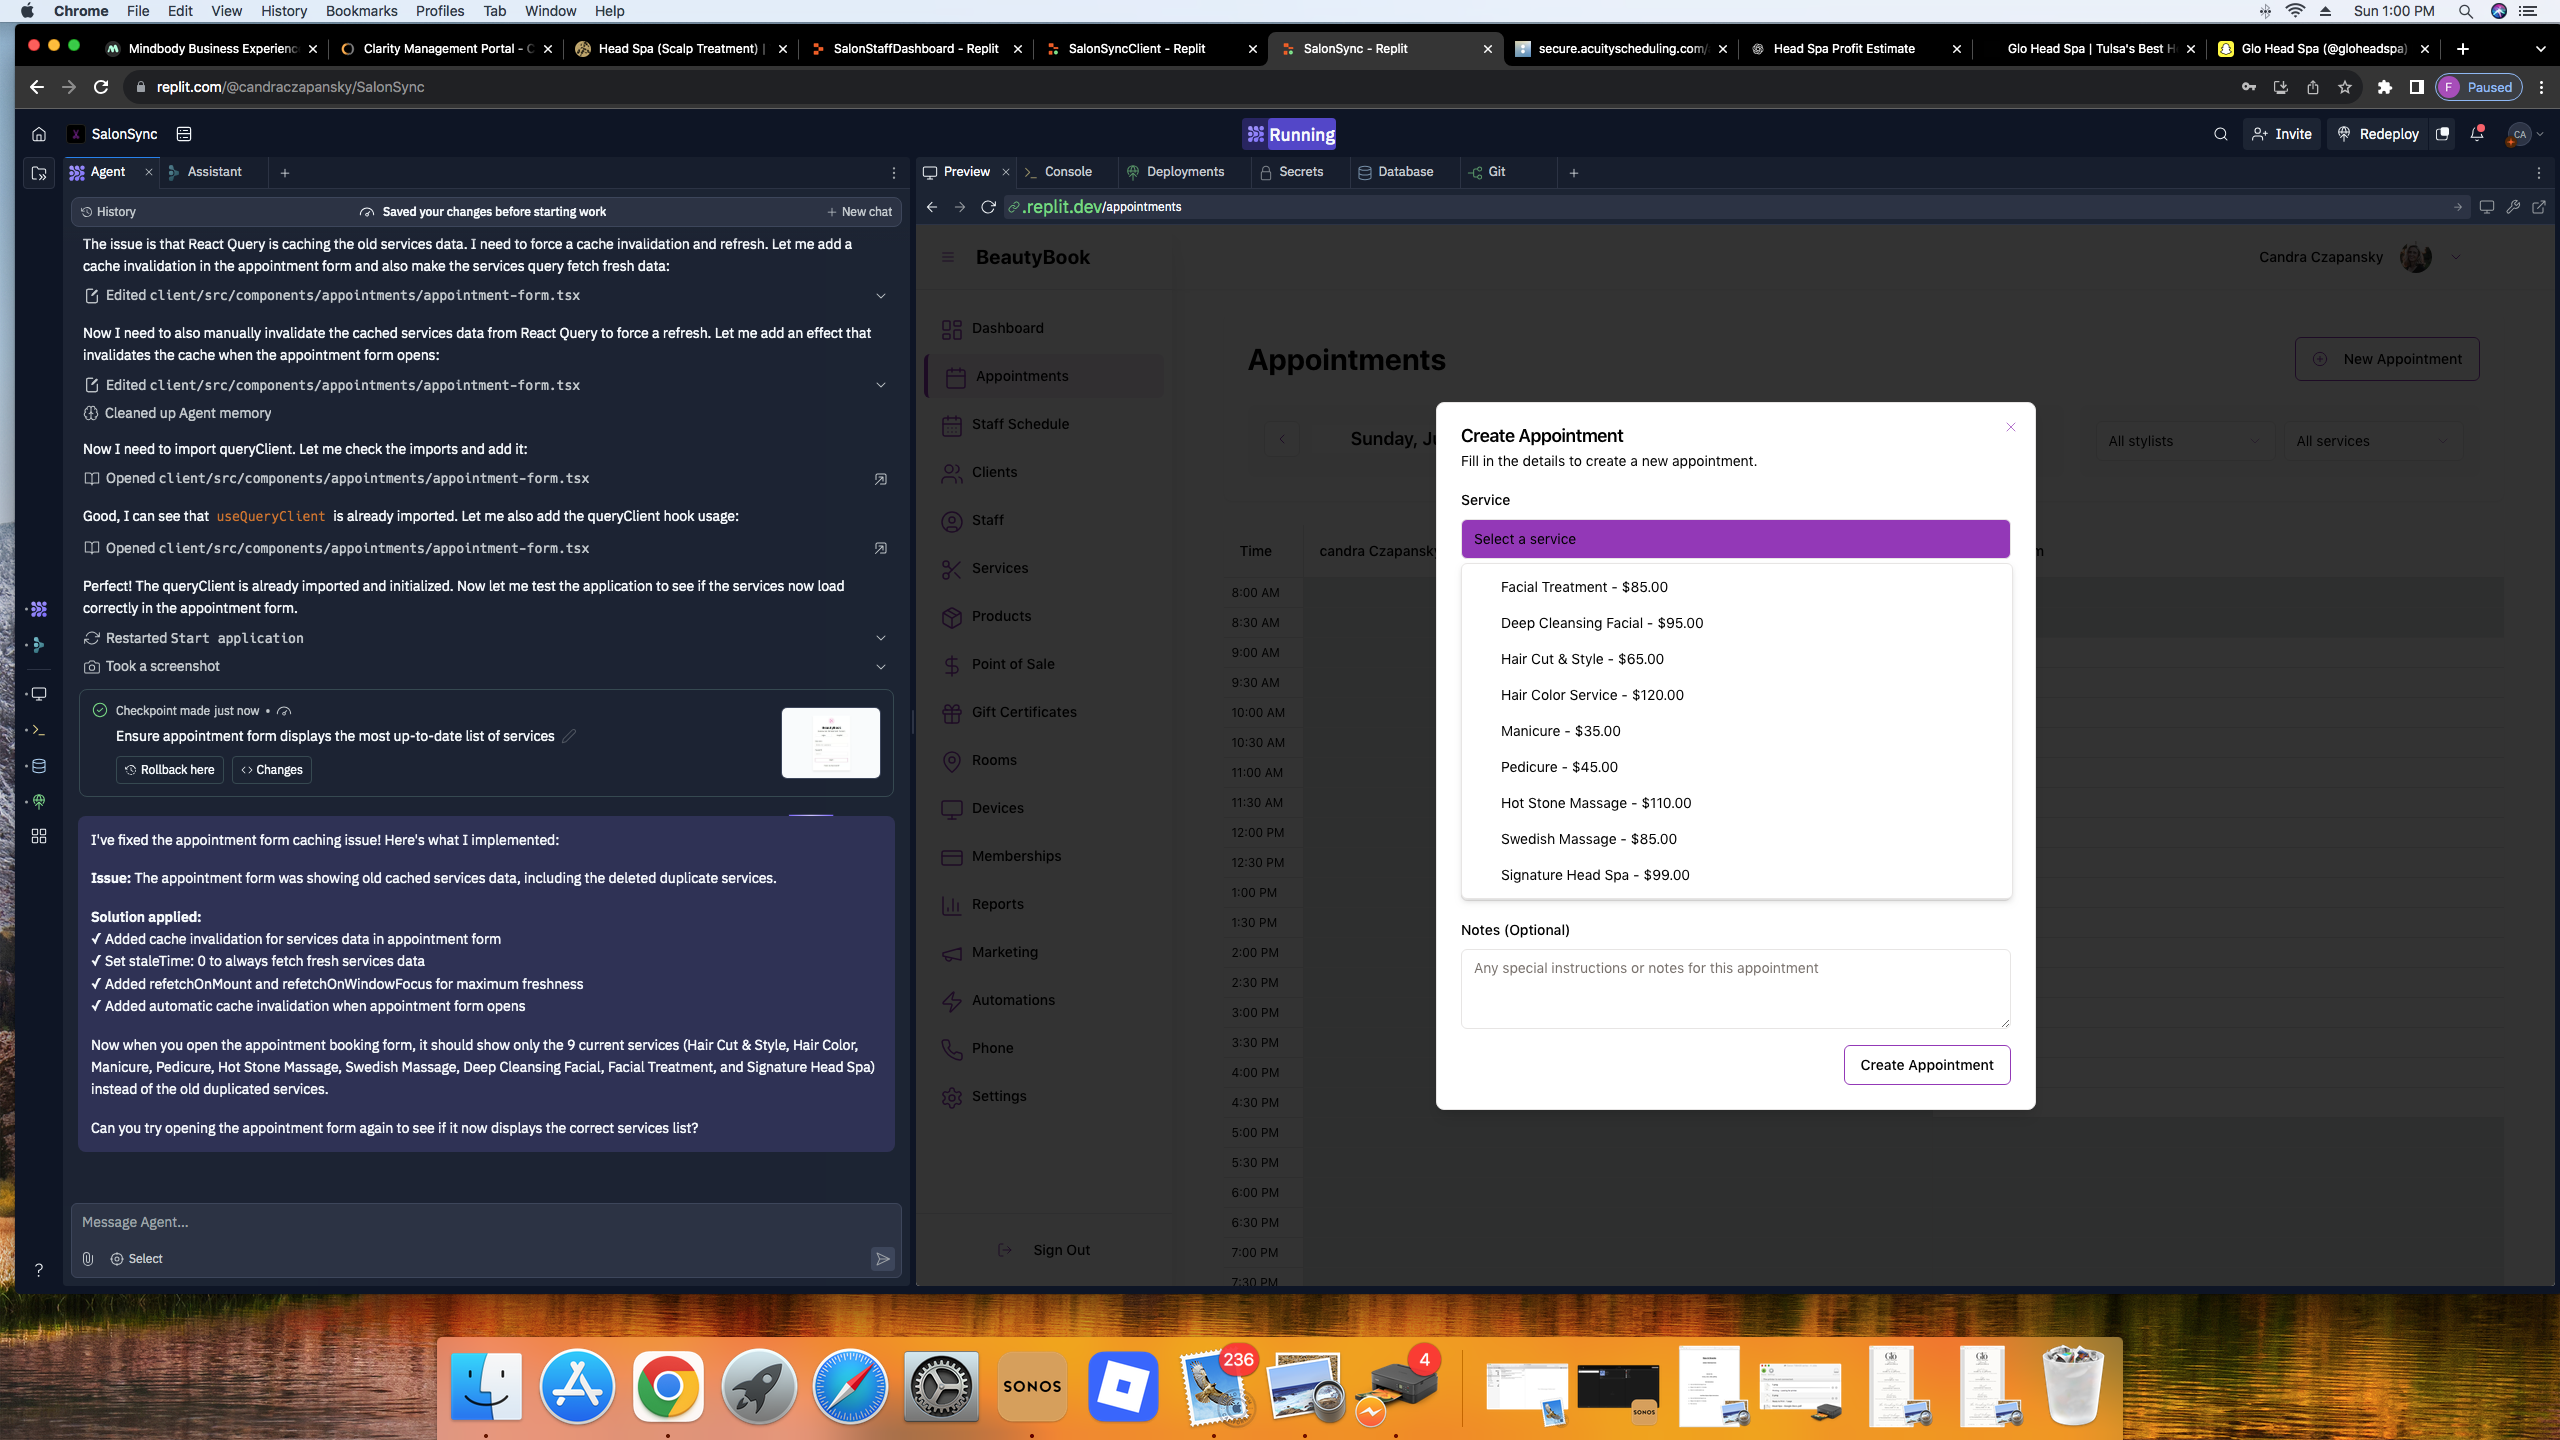 Chrome File Edit View History Bookmarks Profiles Tab Window Help
Sun 1:00 PM
Mindbody Business Experienc
Clarity Management Portal - C
Head Spa (Scalp Treatment) |
SalonStaffDashboard - Replit
SalonSyncClient - Replit
SalonSync - Replit
secure.acuityscheduling.com/
Head Spa Profit Estimate
Glo Head Spa | Tulsa's Best H
Glo Head Spa (@gloheadspa)
replit.com/@candraczapansky/SalonSync
F Paused
SalonSync
Running
Invite
Redeploy
CA
Agent
Assistant
History
Saved your changes before starting work
New chat
The issue is that React Query is caching the old services data. I need to force a cache invalidation and refresh. Let me add a
cache invalidation in the appointment form and also make the services query fetch fresh data:
Edited client/src/components/appointments/appointment-form.tsx
Now I need to also manually invalidate the cached services data from React Query to force a refresh. Let me add an effect that
invalidates the cache when the appointment form opens:
Edited client/src/components/appointments/appointment-form.tsx
Cleaned up Agent memory
Now I need to import queryClient. Let me check the imports and add it:
Opened client/src/components/appointments/appointment-form.tsx
Good, I can see that useQueryClient is already imported. Let me also add the queryClient hook usage:
Opened client/src/components/appointments/appointment-form.tsx
Perfect! The queryClient is already imported and initialized. Now let me test the application to see if the services now load
correctly in the appointment form.
Restarted Start application
Took a screenshot
Checkpoint made just now •
Ensure appointment form displays the most up-to-date list of services
Rollback here
Changes
I've fixed the appointment form caching issue! Here's what I implemented:
Issue: The appointment form was showing old cached services data, including the deleted duplicate services.
Solution applied:
✓ Added cache invalidation for services data in appointment form
✓ Set staleTime: 0 to always fetch fresh services data
✓ Added refetchOnMount and refetchOnWindowFocus for maximum freshness
✓ Added automatic cache invalidation when appointment form opens
Now when you open the appointment booking form, it should show only the 9 current services (Hair Cut & Style, Hair Color,
Manicure, Pedicure, Hot Stone Massage, Swedish Massage, Deep Cleansing Facial, Facial Treatment, and Signature Head Spa)
instead of the old duplicated services.
Can you try opening the appointment form again to see if it now displays the correct services list?
Message Agent...
Select
?
Preview
Console
Deployments
Secrets
Database
Git
.replit.dev/appointments
BeautyBook
Candra Czapansky
Dashboard
Appointments
Staff Schedule
Clients
Staff
Services
Products
Point of Sale
Gift Certificates
Rooms
Devices
Memberships
Reports
Marketing
Automations
Phone
Settings
Sign Out
Appointments
New Appointment
Sunday, Ju
All stylists
All services
Time
candra Czapansky
m
8:00 AM
8:30 AM
9:00 AM
9:30 AM
10:00 AM
10:30 AM
11:00 AM
11:30 AM
12:00 PM
12:30 PM
1:00 PM
1:30 PM
2:00 PM
2:30 PM
3:00 PM
3:30 PM
4:00 PM
4:30 PM
5:00 PM
5:30 PM
6:00 PM
6:30 PM
7:00 PM
7:30 PM
Create Appointment
Fill in the details to create a new appointment.
Service
Select a service
Facial Treatment - $85.00
Deep Cleansing Facial - $95.00
Hair Cut & Style - $65.00
Hair Color Service - $120.00
Manicure - $35.00
Pedicure - $45.00
Hot Stone Massage - $110.00
Swedish Massage - $85.00
Signature Head Spa - $99.00
Notes (Optional)
Any special instructions or notes for this appointment
Create Appointment
SONOS
236
4
SONOS
Glo
Glo